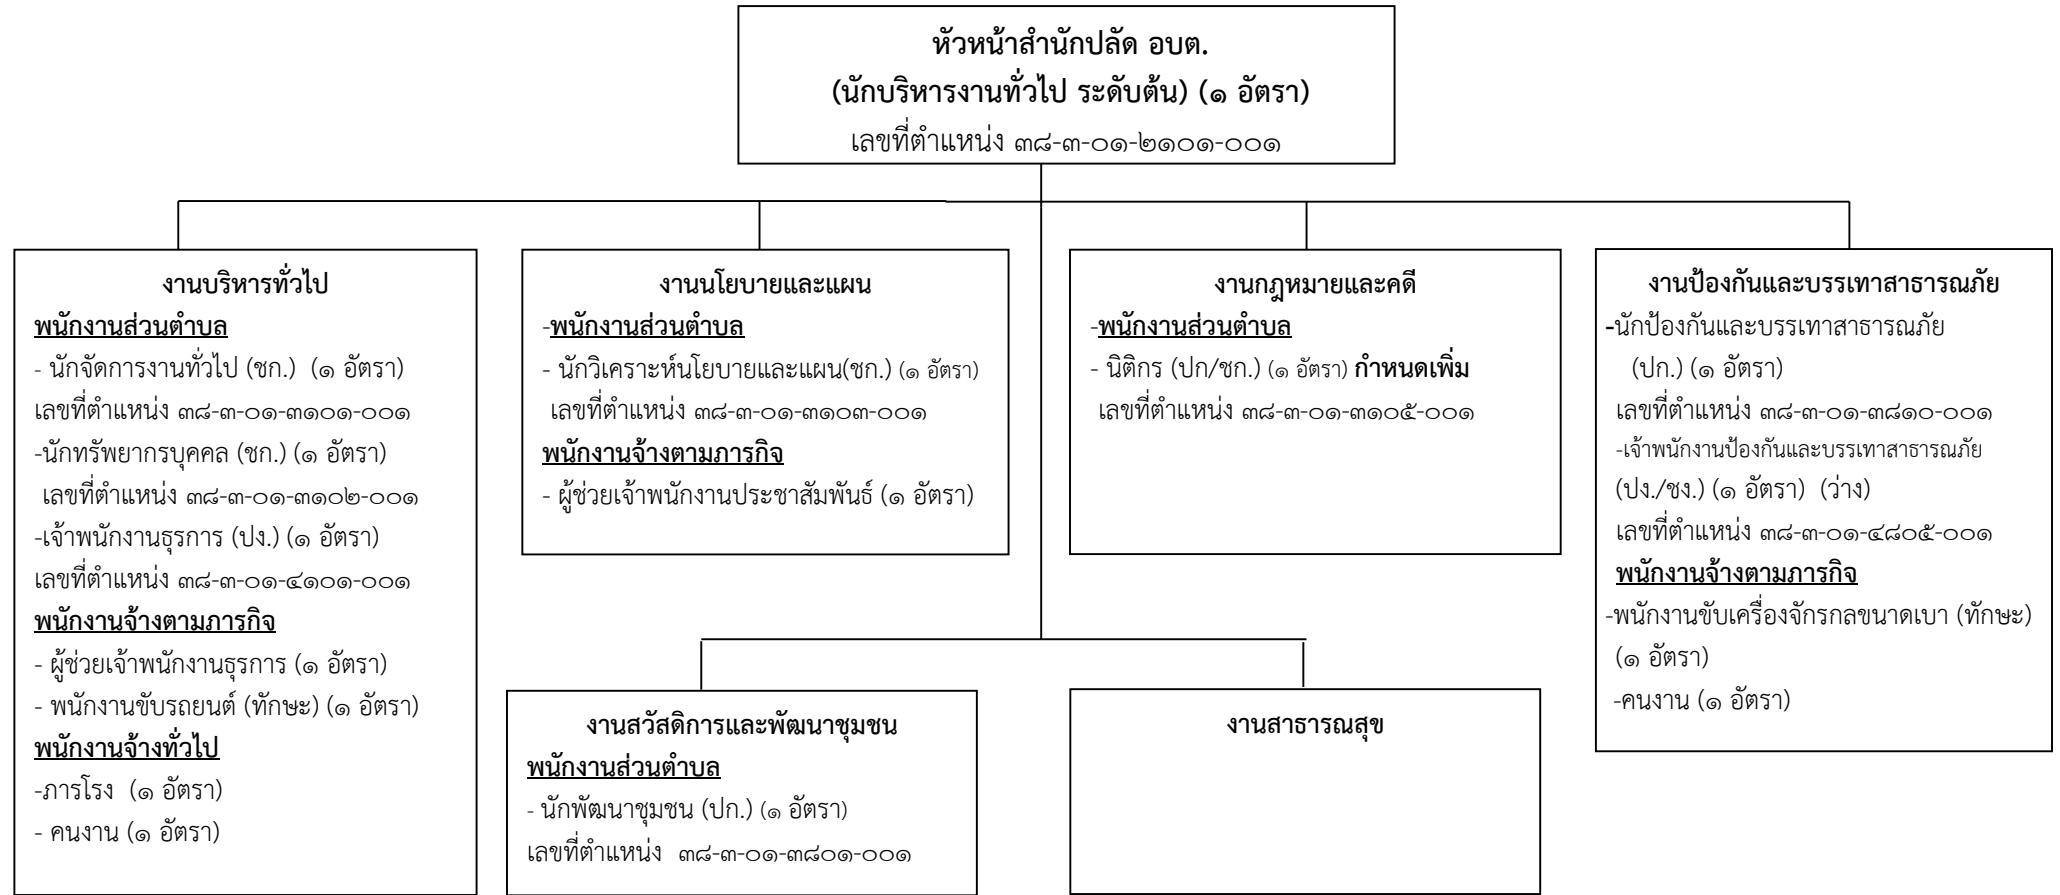 หัวหน้าสำนักปลัด อบต.
(นักบริหารงานทั่วไป ระดับต้น) (๑ อัตรา)
เลขที่ตำแหน่ง ๓๘-๓-๐๑-๒๑๐๑-๐๐๑
งานบริหารทั่วไป
พนักงานส่วนตำบล
- นักจัดการงานทั่วไป (ชก.) (๑ อัตรา)
เลขที่ตำแหน่ง ๓๘-๓-๐๑-๓๑๐๑-๐๐๑
-นักทรัพยากรบุคคล (ชก.) (๑ อัตรา)
เลขที่ตำแหน่ง ๓๘-๓-๐๑-๓๑๐๒-๐๐๑
-เจ้าพนักงานธุรการ (ปง.) (๑ อัตรา)
เลขที่ตำแหน่ง ๓๘-๓-๐๑-๔๑๐๑-๐๐๑
พนักงานจ้างตามภารกิจ
- ผู้ช่วยเจ้าพนักงานธุรการ (๑ อัตรา)
- พนักงานขับรถยนต์ (ทักษะ) (๑ อัตรา)
พนักงานจ้างทั่วไป
-ภารโรง (๑ อัตรา)
- คนงาน (๑ อัตรา)
งานนโยบายและแผน
-พนักงานส่วนตำบล
- นักวิเคราะห์นโยบายและแผน(ชก.) (๑ อัตรา)
เลขที่ตำแหน่ง ๓๘-๓-๐๑-๓๑๐๓-๐๐๑
พนักงานจ้างตามภารกิจ
- ผู้ช่วยเจ้าพนักงานประชาสัมพันธ์ (๑ อัตรา)
งานกฎหมายและคดี
-พนักงานส่วนตำบล
- นิติกร (ปก/ชก.) (๑ อัตรา) กำหนดเพิ่ม
เลขที่ตำแหน่ง ๓๘-๓-๐๑-๓๑๐๕-๐๐๑
งานป้องกันและบรรเทาสาธารณภัย
-นักป้องกันและบรรเทาสาธารณภัย
(ปก.) (๑ อัตรา)
เลขที่ตำแหน่ง ๓๘-๓-๐๑-๓๘๑๐-๐๐๑
-เจ้าพนักงานป้องกันและบรรเทาสาธารณภัย
(ปง./ชง.) (๑ อัตรา) (ว่าง)
เลขที่ตำแหน่ง ๓๘-๓-๐๑-๔๘๐๕-๐๐๑
พนักงานจ้างตามภารกิจ
-พนักงานขับเครื่องจักรกลขนาดเบา (ทักษะ)
(๑ อัตรา)
-คนงาน (๑ อัตรา)
งานสวัสดิการและพัฒนาชุมชน
พนักงานส่วนตำบล
- นักพัฒนาชุมชน (ปก.) (๑ อัตรา)
เลขที่ตำแหน่ง ๓๘-๓-๐๑-๓๘๐๑-๐๐๑
งานสาธารณสุข